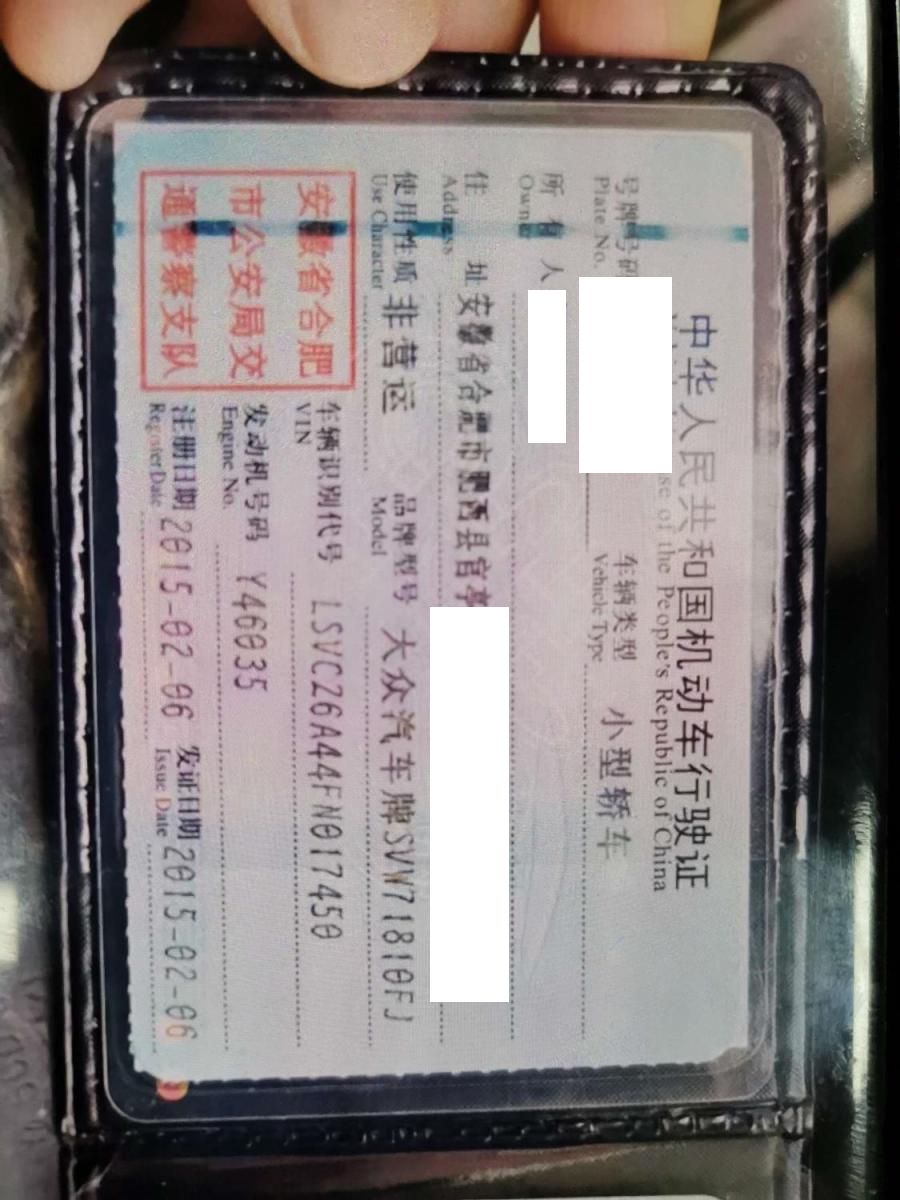 中华人民共和国机动车行驶证
se of the People's Republic of China
号牌号码 车辆类型 小型轿车
Plate No. Vehicle Type
所有人
Owner
住址 安徽省合肥市肥西县官亭
Address
使用性质 非营运 品牌型号 大众汽车牌SVW71810FJ
Use Character Model
安徽省合肥
市公安局交
通警察支队
车辆识别代号 LSVCZ6A44FN017450
VIN
发动机号码 Y46035
Engine No.
注册日期 2015-02-06 发证日期 2015-02-06
Register Date Issue Date